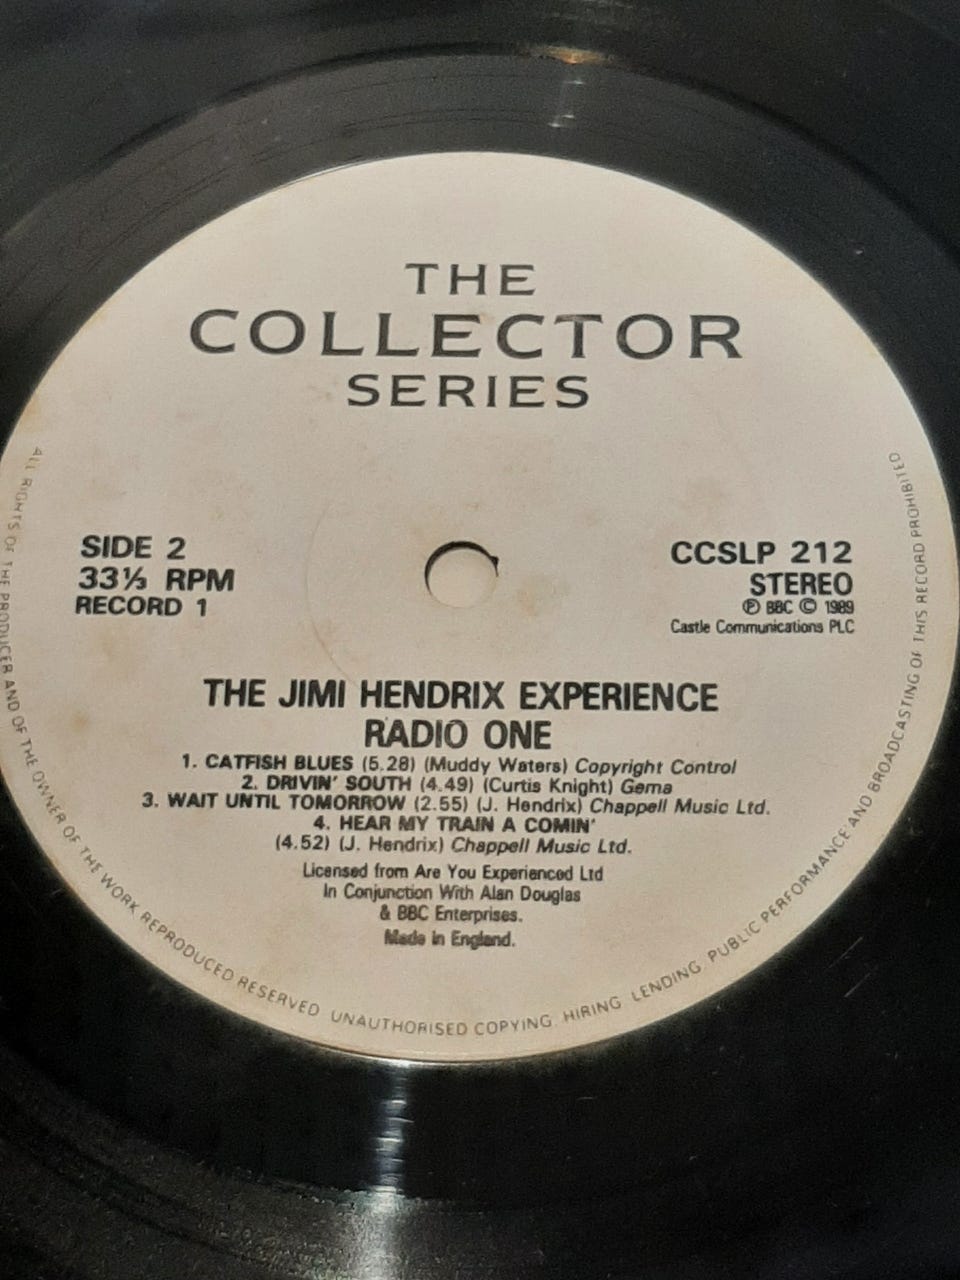 THE
COLLECTOR
SERIES
SIDE 2
33⅓ RPM
RECORD 1
CCSLP 212
STEREO
Ⓟ BBC © 1989
Castle Communications PLC
THE JIMI HENDRIX EXPERIENCE
RADIO ONE
1. CATFISH BLUES (5.28) (Muddy Waters) Copyright Control
2. DRIVIN' SOUTH (4.49) (Curtis Knight) Gema
3. WAIT UNTIL TOMORROW (2.55) (J. Hendrix) Chappell Music Ltd.
4. HEAR MY TRAIN A COMIN'
(4.52) (J. Hendrix) Chappell Music Ltd.
Licensed from Are You Experienced Ltd
In Conjunction With Alan Douglas
& BBC Enterprises.
Made in England.
ALL RIGHTS OF THE PRODUCER AND OF THE OWNER OF THE WORK REPRODUCED RESERVED UNAUTHORISED COPYING. HIRING LENDING. PUBLIC PERFORMANCE AND BROADCASTING OF THIS RECORD PROHIBITED